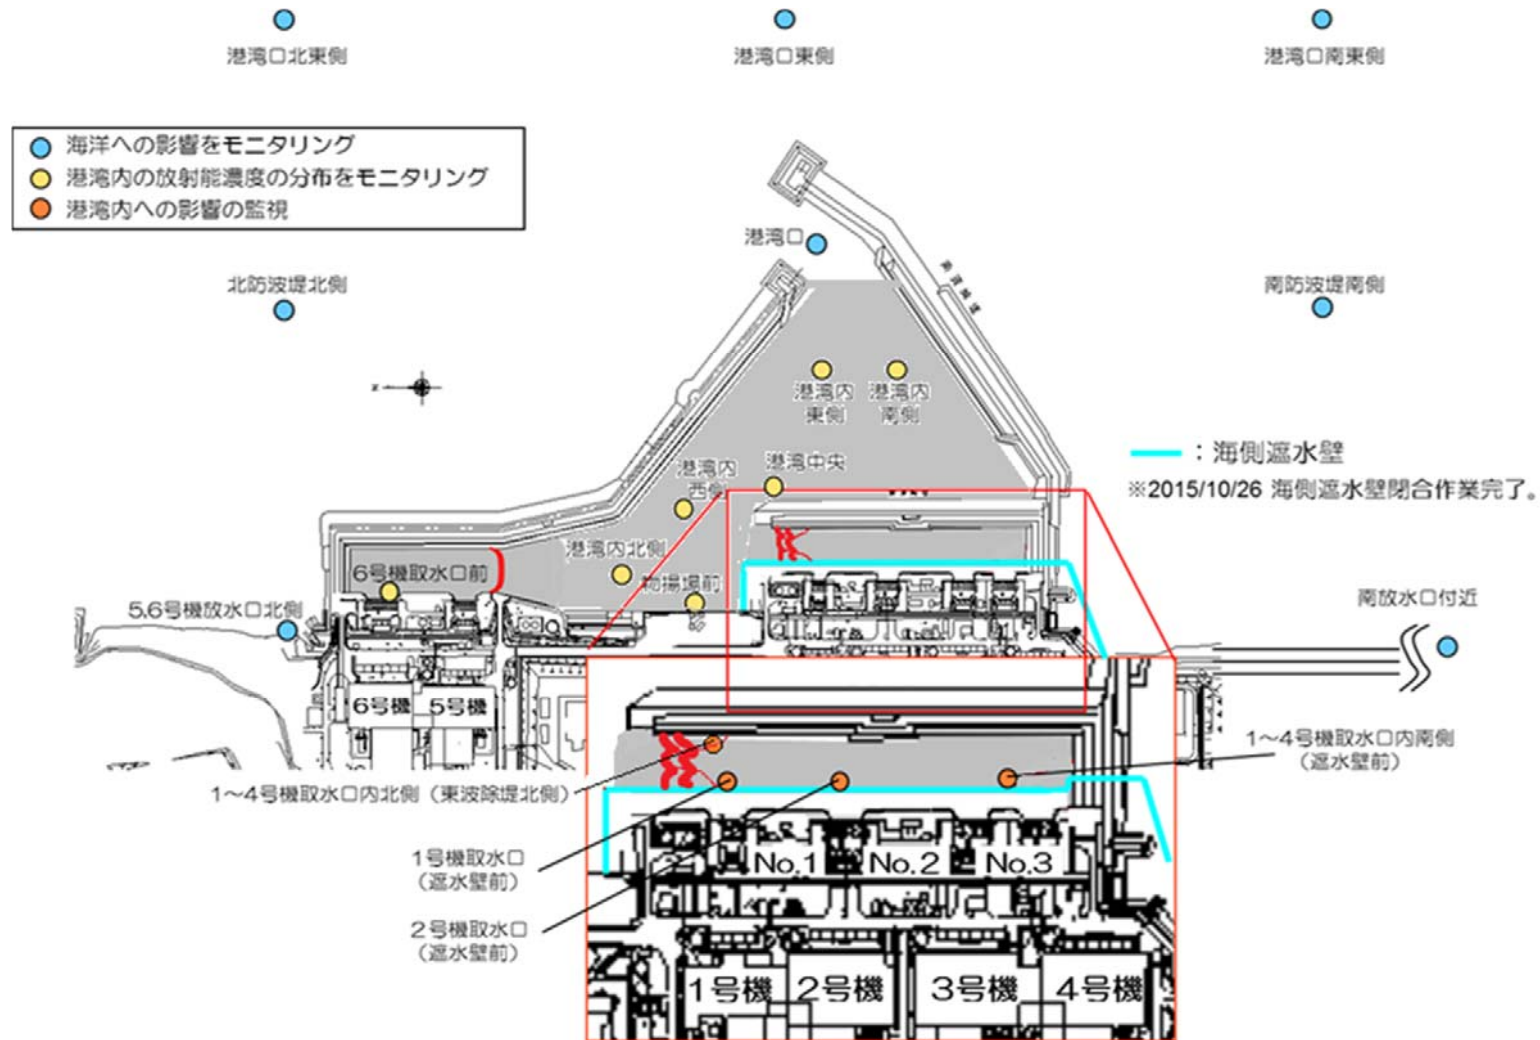 港湾口北東側
港湾口東側
港湾口南東側
海洋への影響をモニタリング
港湾内の放射能濃度の分布をモニタリング
港湾内への影響の監視
港湾口
北防波堤北側
南防波堤南側
港湾内
東側
港湾内
南側
：海側遮水壁
※2015/10/26 海側遮水壁閉合作業完了。
港湾内
西側
港湾中央
港湾内北側
物揚場前
6号機取水口前
5,6号機放水口北側
南放水口付近
6号機
5号機
1～4号機取水口内南側
（遮水壁前）
1～4号機取水口内北側（東波除堤北側）
1号機取水口
（遮水壁前）
2号機取水口
（遮水壁前）
No.1
No.2
No.3
1号機
2号機
3号機
4号機